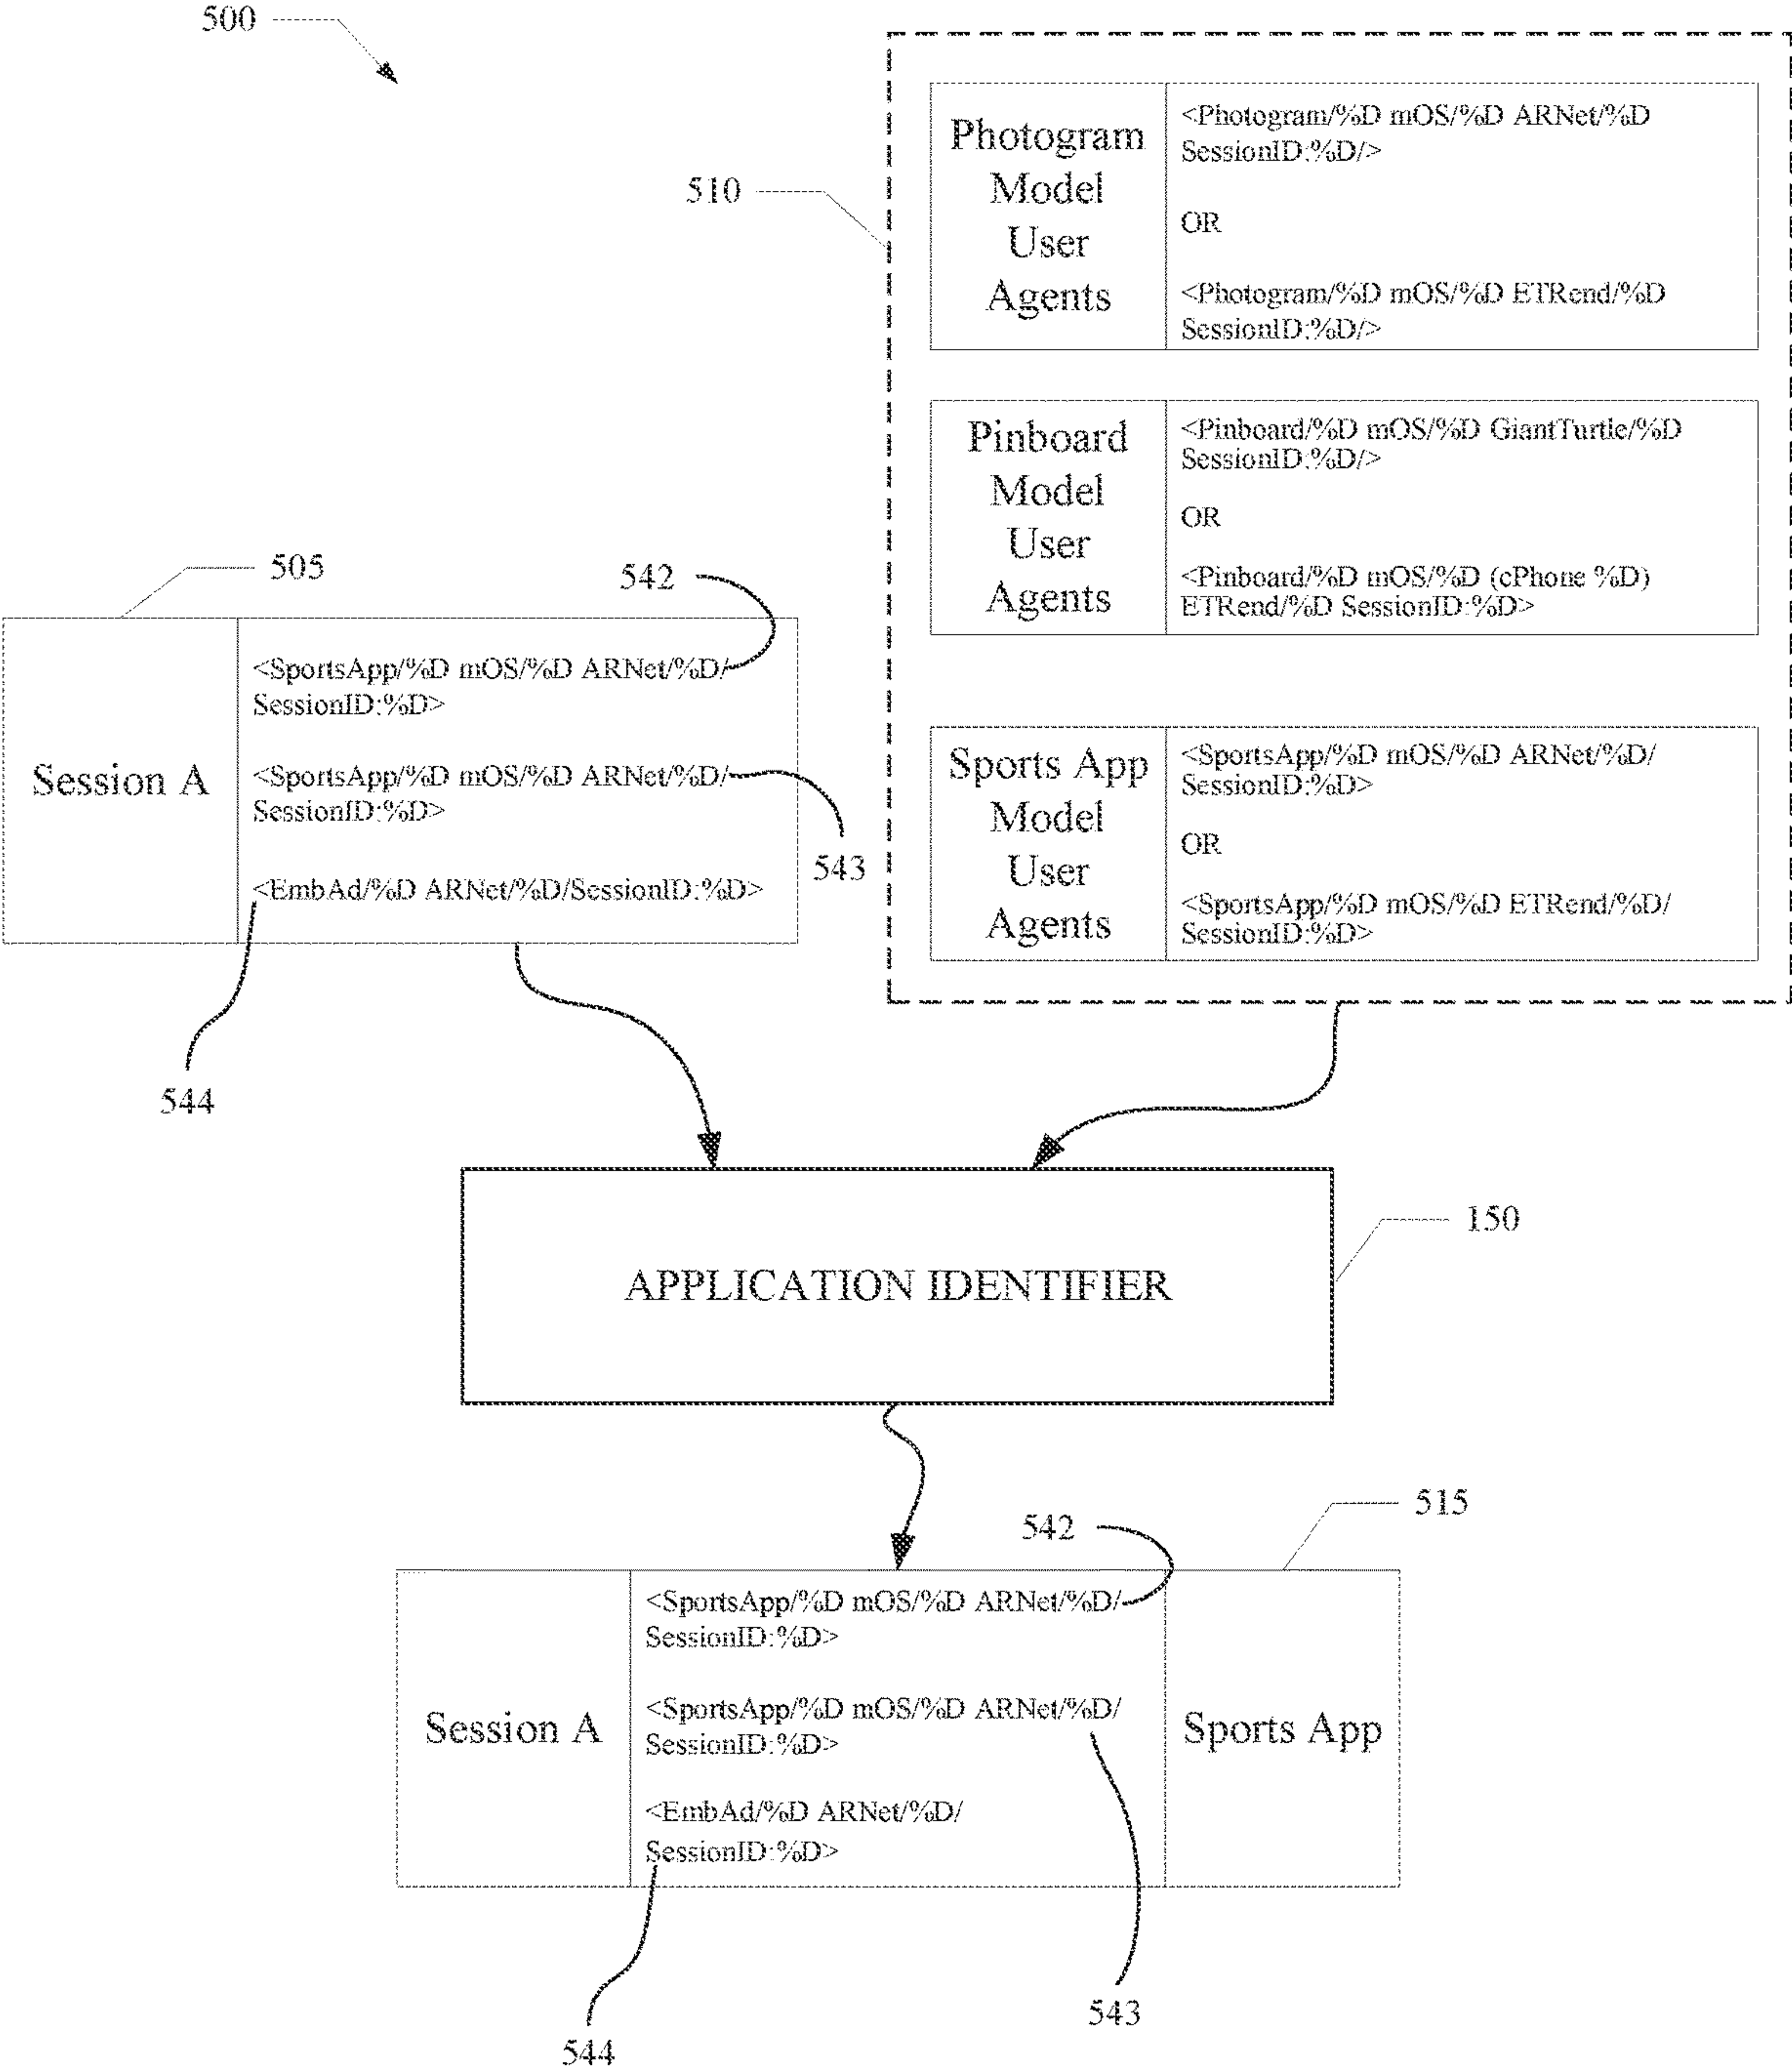 500
510
Photogram
Model
User
Agents
<Photogram/%D mOS/%D ARNet/%D
SessionID:%D/>
OR
<Photogram/%D mOS/%D ETRend/%D
SessionID:%D/>
Pinboard
Model
User
Agents
<Pinboard/%D mOS/%D GiantTurtle/%D
SessionID:%D/>
OR
<Pinboard/%D mOS/%D (cPhone %D)
ETRend/%D SessionID:%D>
Sports App
Model
User
Agents
<SportsApp/%D mOS/%D ARNet/%D/
SessionID:%D>
OR
<SportsApp/%D mOS/%D ETRend/%D/
SessionID:%D>
505
542
Session A
<SportsApp/%D mOS/%D ARNet/%D/
SessionID:%D>
<SportsApp/%D mOS/%D ARNet/%D/
SessionID:%D>
<EmbAd/%D ARNet/%D/SessionID:%D>
543
544
150
APPLICATION IDENTIFIER
515
542
Session A
<SportsApp/%D mOS/%D ARNet/%D/
SessionID:%D>
<SportsApp/%D mOS/%D ARNet/%D/
SessionID:%D>
<EmbAd/%D ARNet/%D/
SessionID:%D>
Sports App
543
544